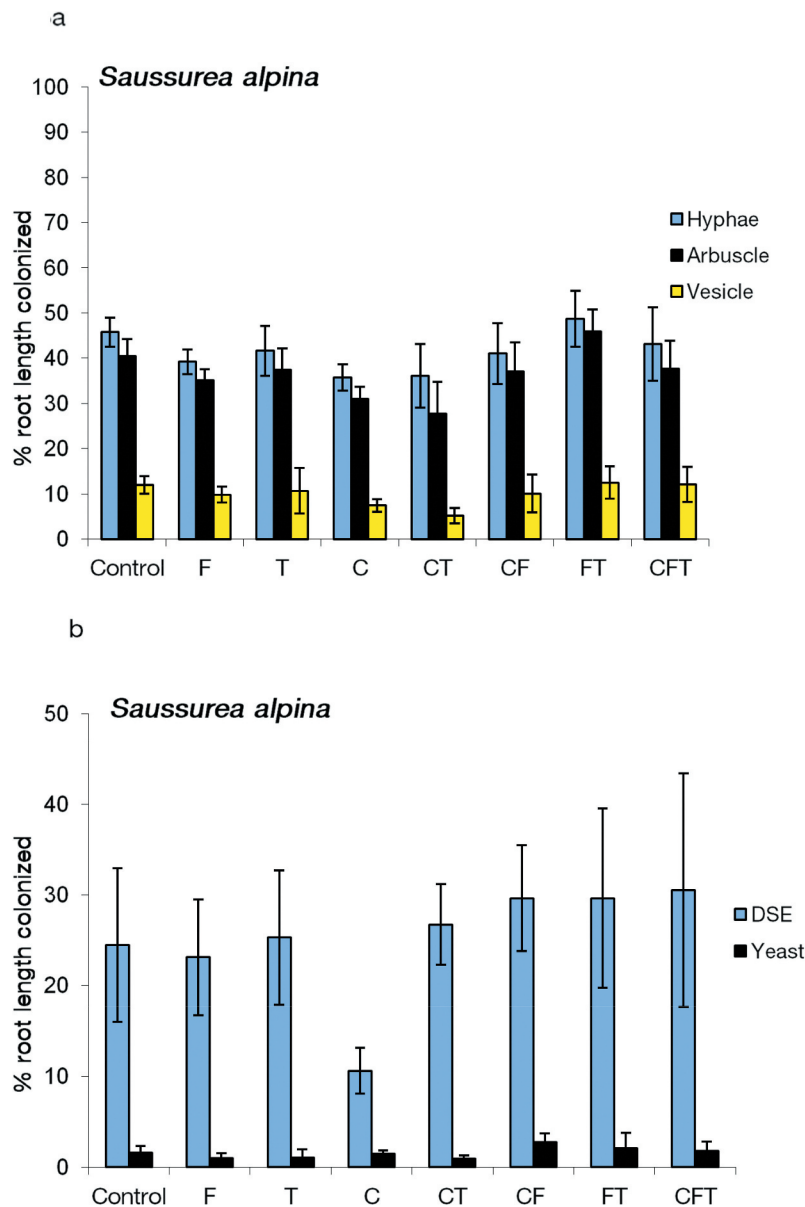 a
Saussurea alpina
100
90
80
70
60
50
40
30
20
10
0
% root length colonized
Hyphae
Arbuscle
Vesicle
Control F T C CT CF FT CFT
b
Saussurea alpina
50
40
30
20
10
0
% root length colonized
DSE
Yeast
Control F T C CT CF FT CFT